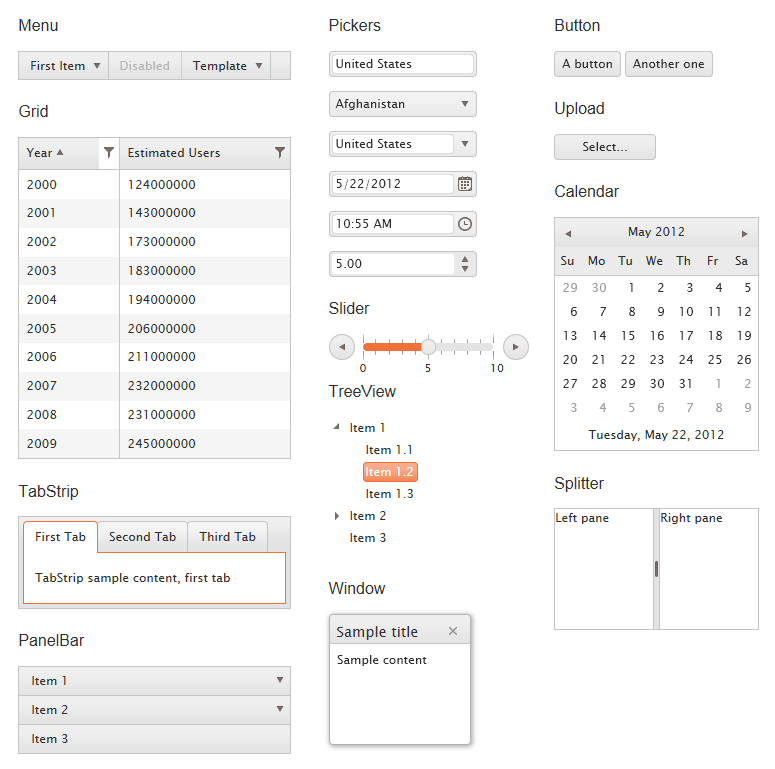 Menu
First Item Disabled Template
Grid
Year Estimated Users
2000 124000000
2001 143000000
2002 173000000
2003 183000000
2004 194000000
2005 206000000
2006 211000000
2007 232000000
2008 231000000
2009 245000000
TabStrip
First Tab Second Tab Third Tab
TabStrip sample content, first tab
PanelBar
Item 1
Item 2
Item 3
Pickers
United States
Afghanistan
United States
5/22/2012
10:55 AM
5.00
Slider
0 5 10
TreeView
Item 1
Item 1.1
Item 1.2
Item 1.3
Item 2
Item 3
Window
Sample title
Sample content
Button
A button Another one
Upload
Select...
Calendar
May 2012
Su Mo Tu We Th Fr Sa
29 30 1 2 3 4 5
6 7 8 9 10 11 12
13 14 15 16 17 18 19
20 21 22 23 24 25 26
27 28 29 30 31 1 2
3 4 5 6 7 8 9
Tuesday, May 22, 2012
Splitter
Left pane Right pane